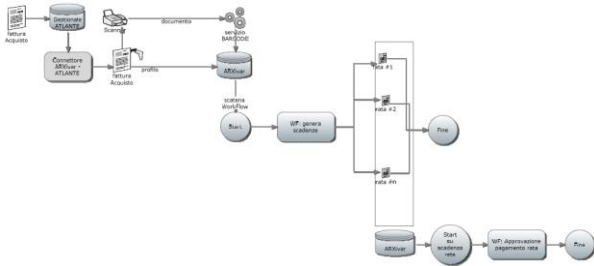 fattura
Acquisto
Gestionale
ATLANTE
Scanner
documento
servizio
BARCODE
Connettore
ARXivar -
ATLANTE
fattura
Acquisto
profilo
ARXivar
scatena
Workflow
Start
WF: genera
scadenze
rata #1
rata #2
rata #n
Fine
ARXivar
Start
su
scadenza
rata
WF: Approvazione
pagamento rata
Fine